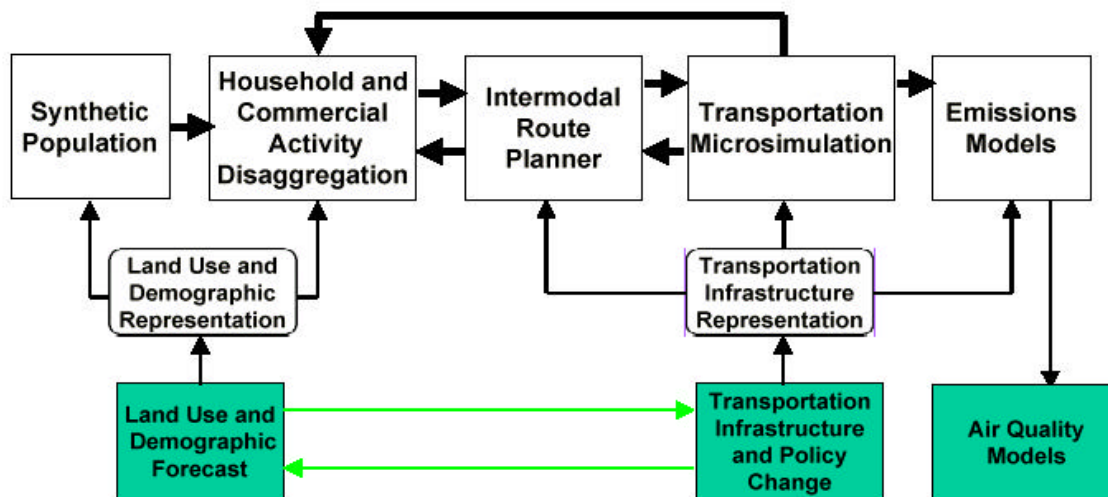 Synthetic
Population
Household and
Commercial
Activity
Disaggregation
Intermodal
Route
Planner
Transportation
Microsimulation
Emissions
Models
Land Use and
Demographic
Representation
Transportation
Infrastructure
Representation
Land Use and
Demographic
Forecast
Transportation
Infrastructure
and Policy
Change
Air Quality
Models